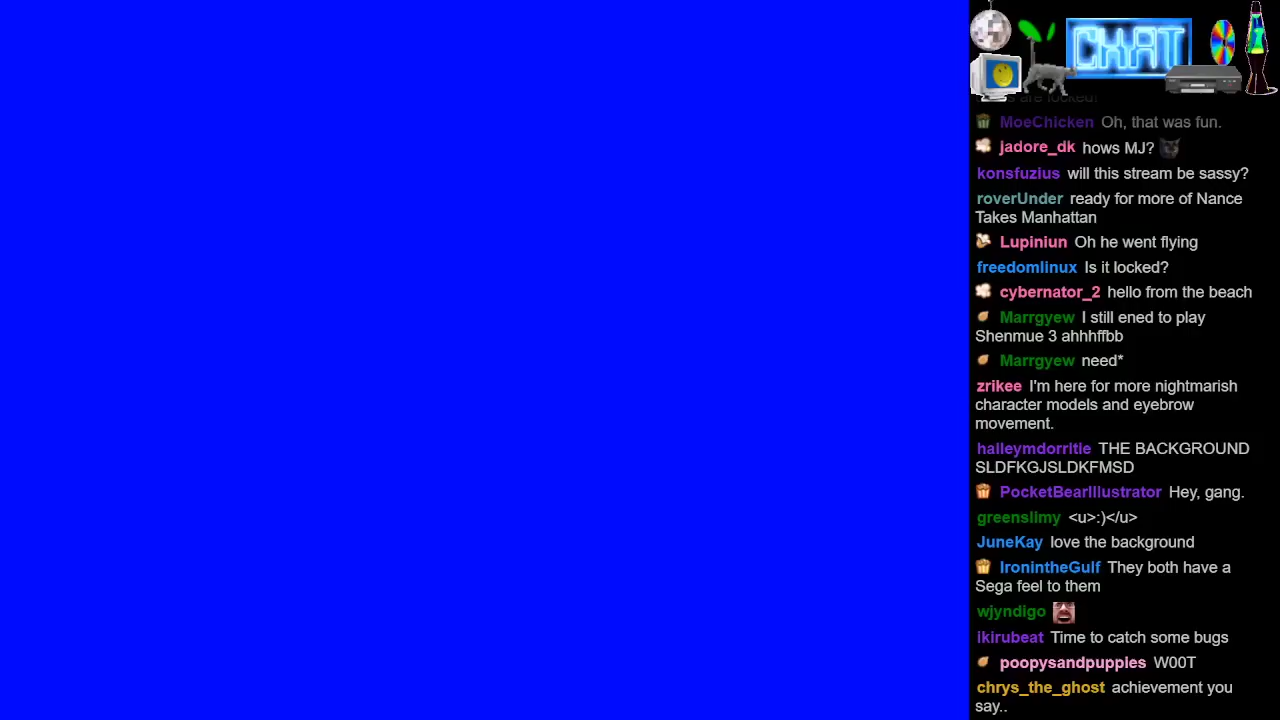 CHAT
are locked!
MoeChicken Oh, that was fun.
jadore_dk hows MJ?
konsfuzius will this stream be sassy?
roverUnder ready for more of Nance
Takes Manhattan
Lupiniun Oh he went flying
freedomlinux Is it locked?
cybernator_2 hello from the beach
Marrgyew I still ened to play
Shenmue 3 ahhhffbb
Marrgyew need*
zrikee I'm here for more nightmarish
character models and eyebrow
movement.
halleymdorritle THE BACKGROUND
SLDFKGJSLDKFMSD
PocketBearIllustrator Hey, gang.
greenslimy <u>:)</u>
JuneKay love the background
IronintheGulf They both have a
Sega feel to them
wjyndigo
ikirubeat Time to catch some bugs
poopysandpuppies W00T
chrys_the_ghost achievement you
say..